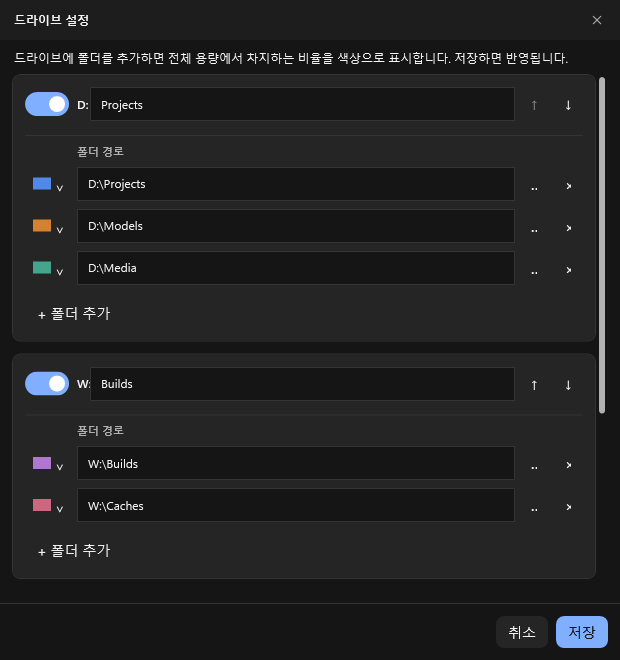 드라이브 설정 ×
드라이브에 폴더를 추가하면 전체 용량에서 차지하는 비율을 색상으로 표시합니다. 저장하면 반영됩니다.
D: Projects ↑ ↓
폴더 경로
v D:\Projects .. ×
v D:\Models .. ×
v D:\Media .. ×
+ 폴더 추가
W: Builds ↑ ↓
폴더 경로
v W:\Builds .. ×
v W:\Caches .. ×
+ 폴더 추가
취소 저장